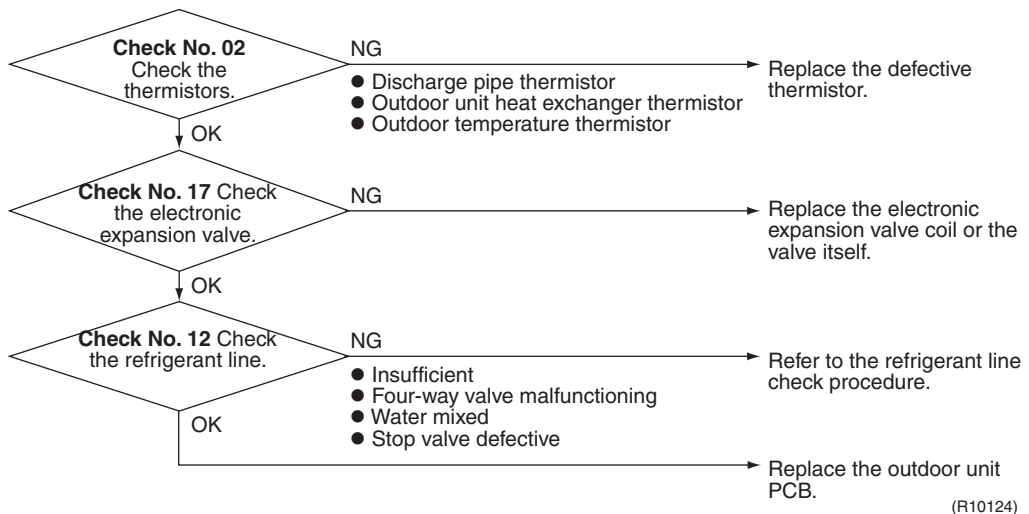 Check No. 02
Check the
thermistors.
NG
● Discharge pipe thermistor
● Outdoor unit heat exchanger thermistor
● Outdoor temperature thermistor
Replace the defective
thermistor.
OK
Check No. 17 Check
the electronic
expansion valve.
NG
Replace the electronic
expansion valve coil or the
valve itself.
OK
Check No. 12 Check
the refrigerant line.
NG
● Insufficient
● Four-way valve malfunctioning
● Water mixed
● Stop valve defective
Refer to the refrigerant line
check procedure.
OK
Replace the outdoor unit
PCB.
(R10124)